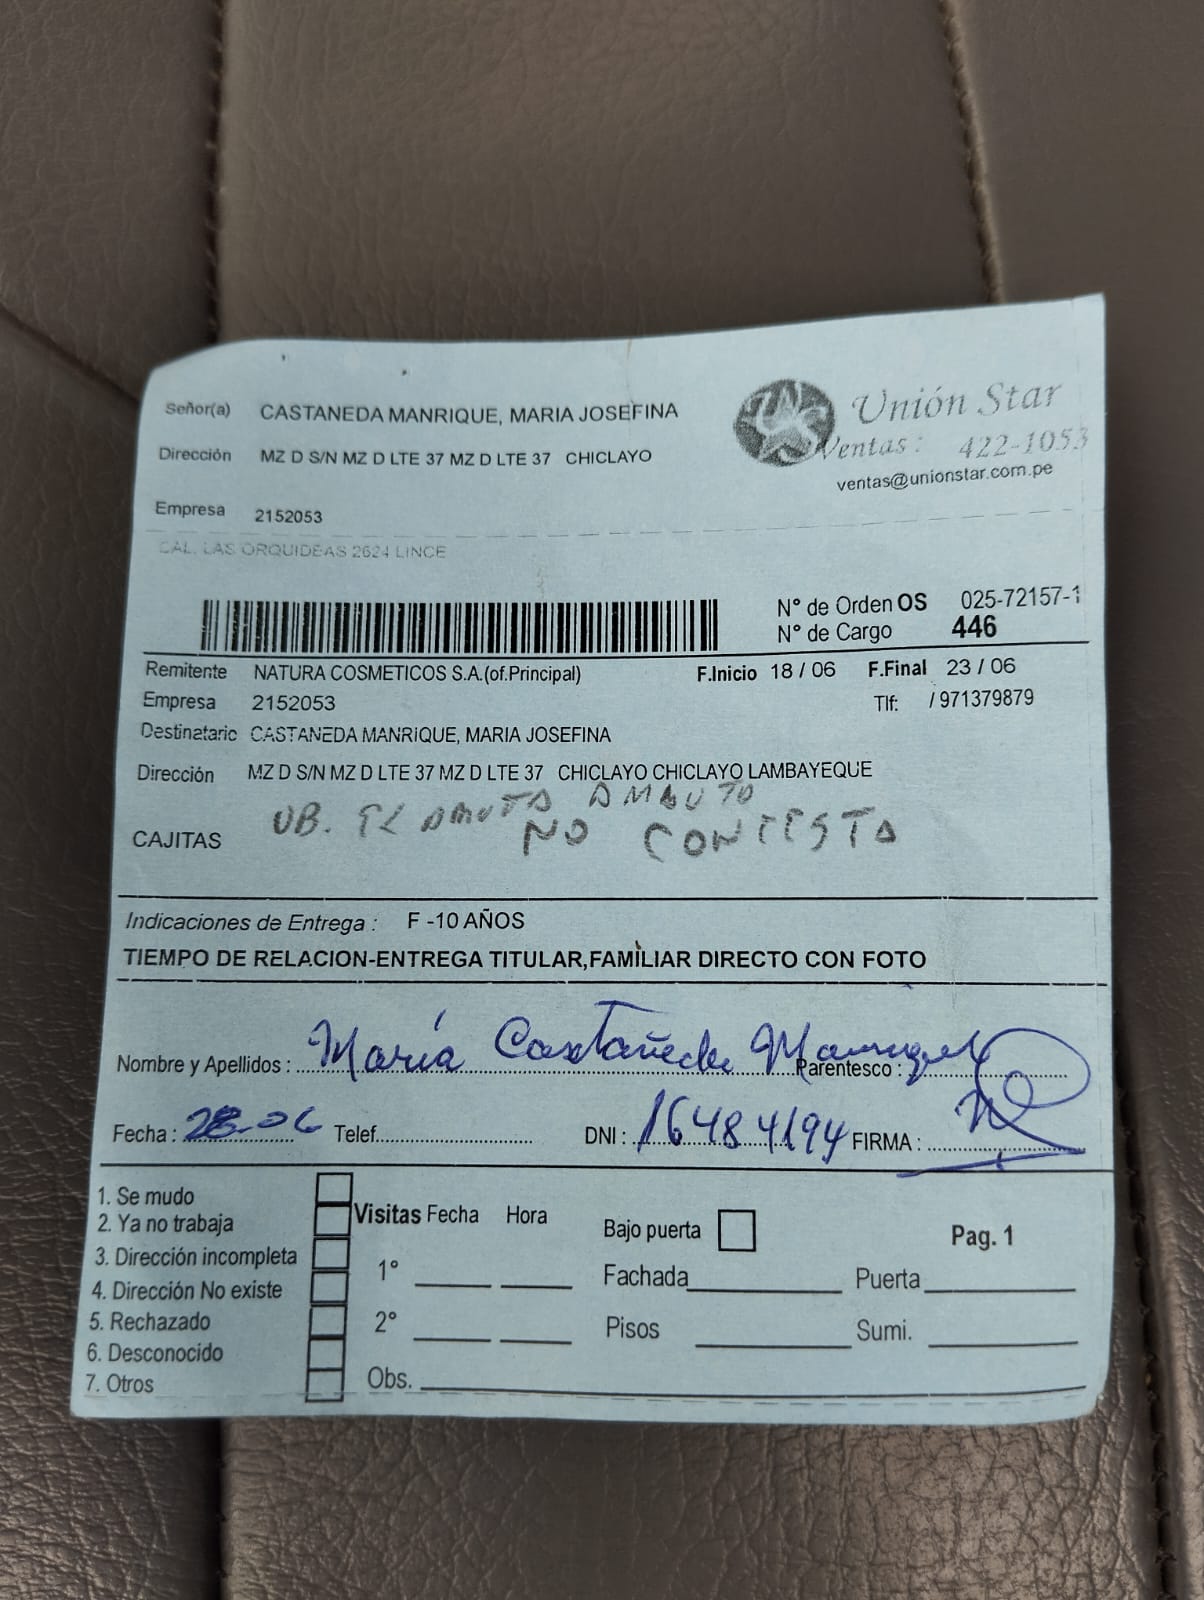 Señor(a) CASTANEDA MANRIQUE, MARIA JOSEFINA
Dirección MZ D S/N MZ D LTE 37 MZ D LTE 37 CHICLAYO
Empresa 2152053
Unión Star
Ventas: 422-1053
ventas@unionstar.com.pe
CAL. LAS ORQUIDEAS 2624 LINCE
N° de Orden OS 025-72157-1
N° de Cargo 446
Remitente NATURA COSMETICOS S.A.(of.Principal) F.Inicio 18 / 06 F.Final 23 / 06
Empresa 2152053 Tlf: / 971379879
Destinatario CASTANEDA MANRIQUE, MARIA JOSEFINA
Dirección MZ D S/N MZ D LTE 37 MZ D LTE 37 CHICLAYO CHICLAYO LAMBAYEQUE
UB.
CAJITAS NO CONTESTA
Indicaciones de Entrega : F -10 AÑOS
TIEMPO DE RELACION-ENTREGA TITULAR,FAMILIAR DIRECTO CON FOTO
Nombre y Apellidos : María Castañeda Manrique Parentesco :
Fecha : 28-06 Telef. DNI : 16484194 FIRMA :
1. Se mudo
2. Ya no trabaja
3. Dirección incompleta
4. Dirección No existe
5. Rechazado
6. Desconocido
7. Otros
Visitas Fecha Hora
1°
2°
Obs.
Bajo puerta
Fachada Puerta
Pisos Sumi.
Pag. 1